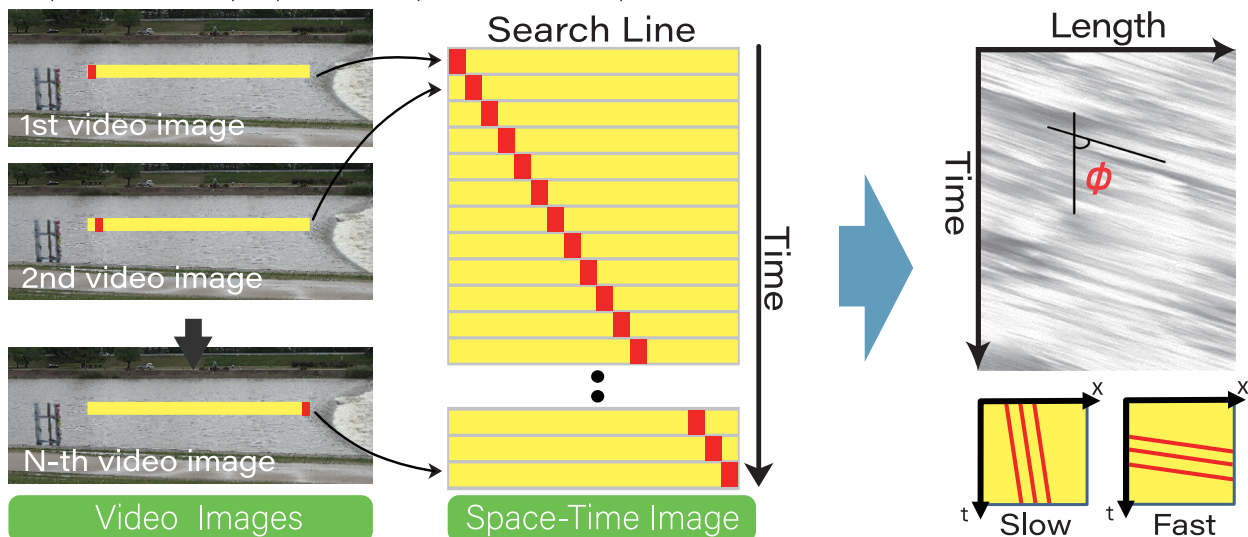 1st video image
2nd video image
N-th video image
Video Images
Search Line
Time
Space-Time Image
Length
Time
ϕ
x
t
Slow
x
t
Fast